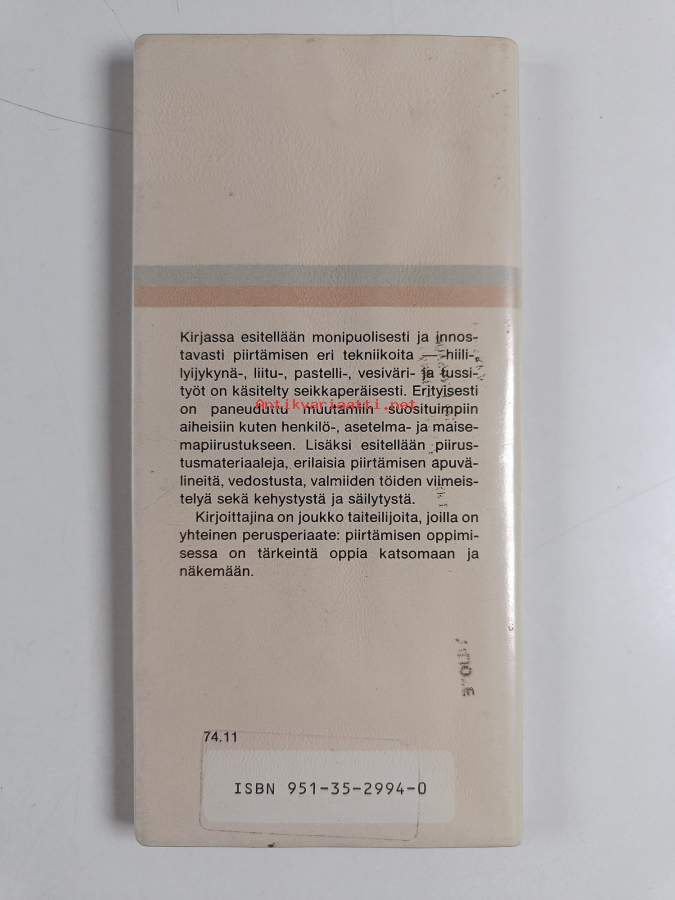 Kirjassa esitellään monipuolisesti ja innos-
tavasti piirtämisen eri tekniikoita — hiili-,
lyijykynä-, liitu-, pastelli-, vesiväri- ja tussi-
työt on käsitelty seikkaperäisesti. Erityisesti
on paneuduttu muutamiin suosituimpiin
antikvariaatti.net
aiheisiin kuten henkilö-, asetelma- ja maise-
mapiirustukseen. Lisäksi esitellään piirus-
tusmateriaaleja, erilaisia piirtämisen apuvä-
lineitä, vedostusta, valmiiden töiden viimeis-
telyä sekä kehystystä ja säilytystä.
Kirjoittajina on joukko taiteilijoita, joilla on
yhteinen perusperiaate: piirtämisen oppimi-
sessa on tärkeintä oppia katsomaan ja
näkemään.
74.11
ISBN 951-35-2994-0